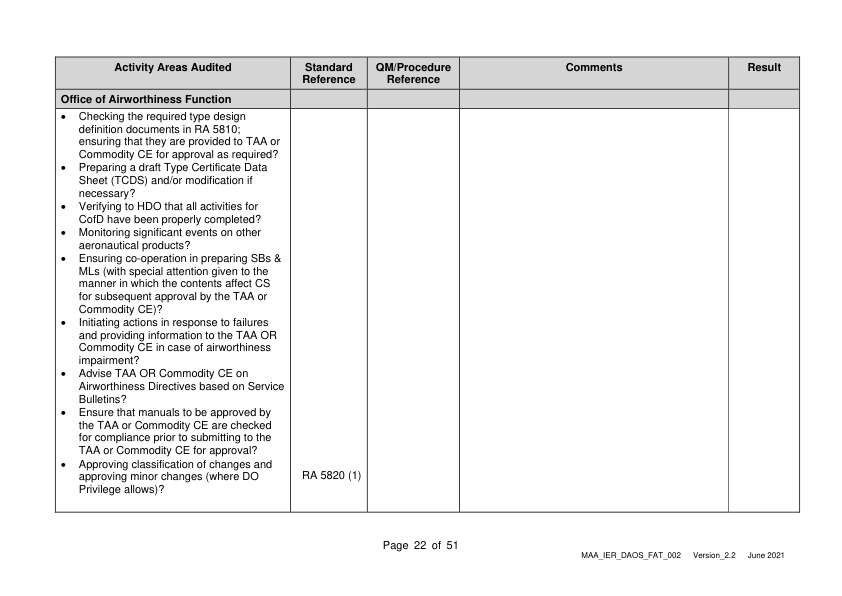 Activity Areas Audited
Standard Reference
QM/Procedure Reference
Comments
Result
Office of Airworthiness Function
• Checking the required type design
definition documents in RA 5810;
ensuring that they are provided to TAA or
Commodity CE for approval as required?
• Preparing a draft Type Certificate Data
Sheet (TCDS) and/or modification if
necessary?
• Verifying to HDO that all activities for
CofD have been properly completed?
• Monitoring significant events on other
aeronautical products?
• Ensuring co-operation in preparing SBs &
MLs (with special attention given to the
manner in which the contents affect CS
for subsequent approval by the TAA or
Commodity CE)?
• Initiating actions in response to failures
and providing information to the TAA OR
Commodity CE in case of airworthiness
impairment?
• Advise TAA OR Commodity CE on
Airworthiness Directives based on Service
Bulletins?
• Ensure that manuals to be approved by
the TAA or Commodity CE are checked
for compliance prior to submitting to the
TAA or Commodity CE for approval?
• Approving classification of changes and
approving minor changes (where DO
Privilege allows)?
RA 5820 (1)
Page 22 of 51
MAA_IER_DAOS_FAT_002 Version_2.2 June 2021